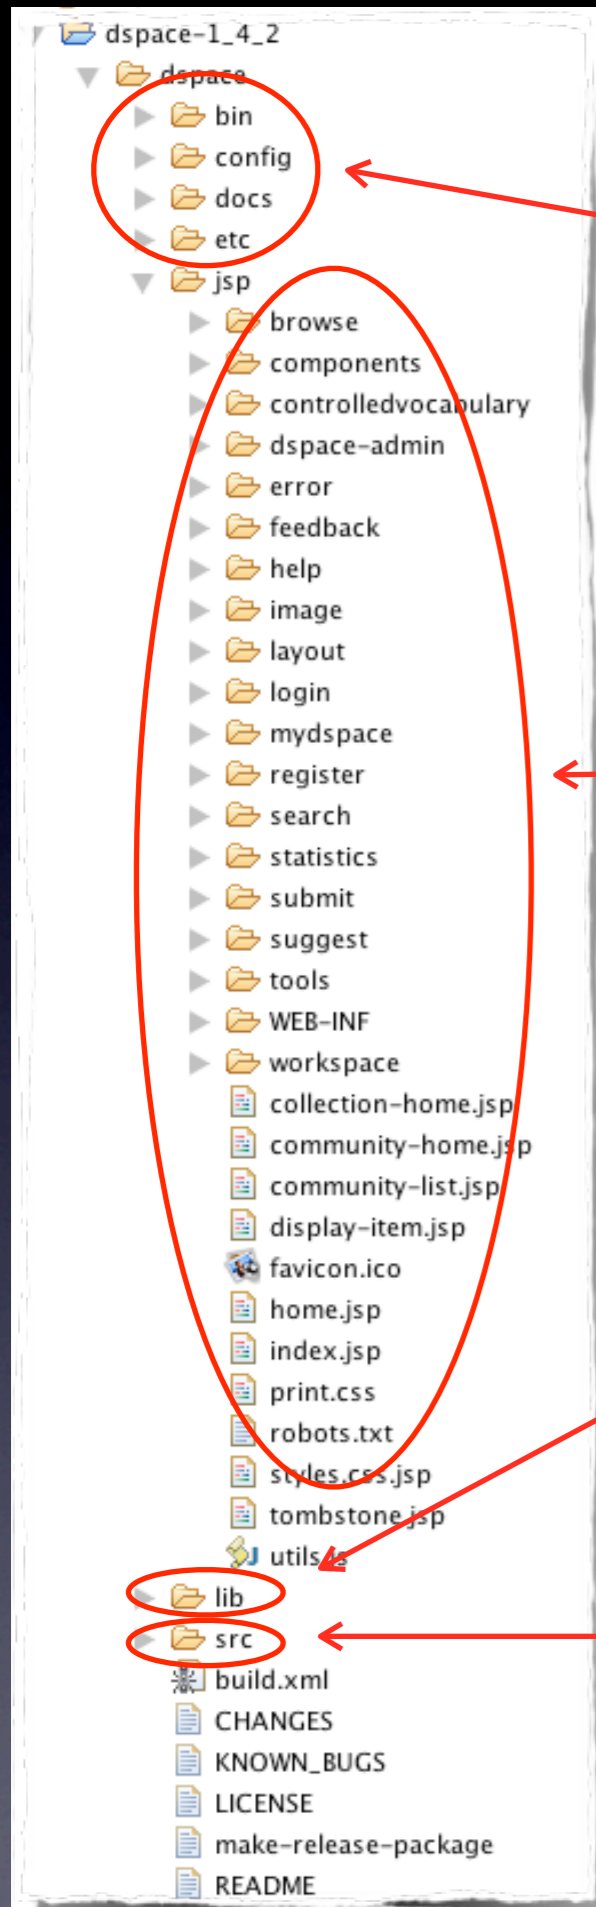 dspace-1_4_2
dspace
bin
config
docs
etc
jsp
browse
components
controlledvocabulary
dspace-admin
error
feedback
help
image
layout
login
mydspace
register
search
statistics
submit
suggest
tools
WEB-INF
workspace
collection-home.jsp
community-home.jsp
community-list.jsp
display-item.jsp
favicon.ico
home.jsp
index.jsp
print.css
robots.txt
styles.css.jsp
tombstone.jsp
utils.js
lib
src
build.xml
CHANGES
KNOWN_BUGS
LICENSE
make-release-package
README